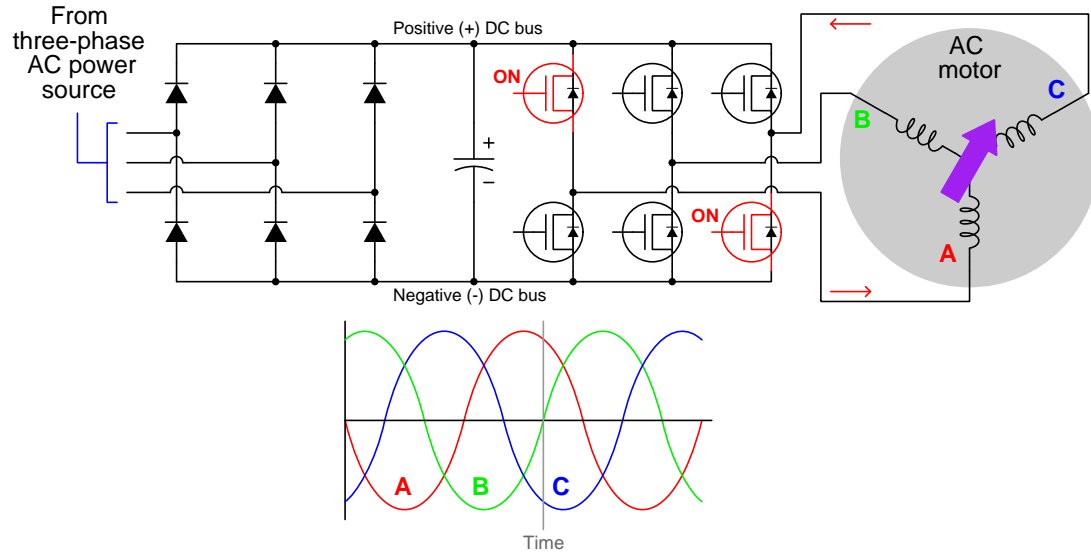 From
three-phase
AC power
source
Positive (+) DC bus
ON
+
-
ON
Negative (-) DC bus
AC
motor
B
C
A
A
B
C
Time